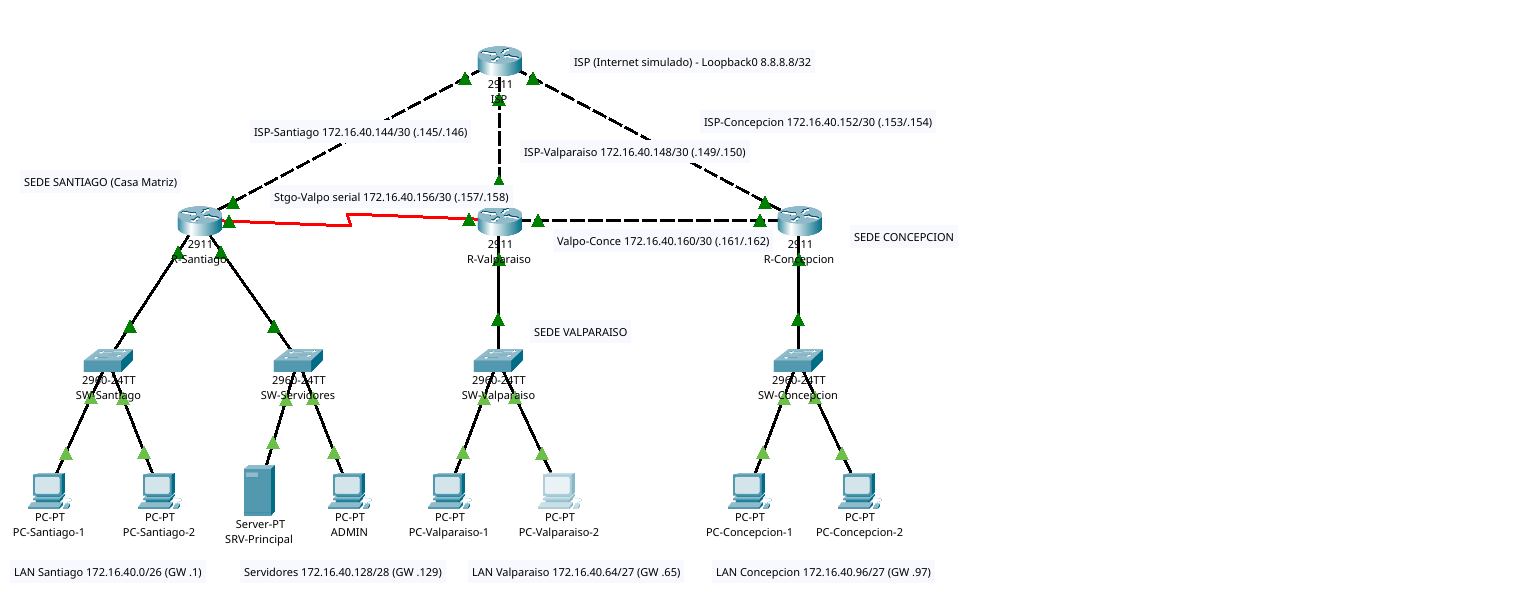 2911
ISP
ISP (Internet simulado) - Loopback0 8.8.8.8/32
ISP-Santiago 172.16.40.144/30 (.145/.146)
ISP-Concepcion 172.16.40.152/30 (.153/.154)
ISP-Valparaiso 172.16.40.148/30 (.149/.150)
SEDE SANTIAGO (Casa Matriz)
Stgo-Valpo serial 172.16.40.156/30 (.157/.158)
2911
R-Santiago
2911
R-Valparaiso
Valpo-Conce 172.16.40.160/30 (.161/.162)
2911
R-Concepcion
SEDE CONCEPCION
SEDE VALPARAISO
2960-24TT
SW-Santiago
2960-24TT
SW-Servidores
2960-24TT
SW-Valparaiso
2960-24TT
SW-Concepcion
PC-PT
PC-Santiago-1
PC-PT
PC-Santiago-2
Server-PT
SRV-Principal
PC-PT
ADMIN
PC-PT
PC-Valparaiso-1
PC-PT
PC-Valparaiso-2
PC-PT
PC-Concepcion-1
PC-PT
PC-Concepcion-2
LAN Santiago 172.16.40.0/26 (GW .1)
Servidores 172.16.40.128/28 (GW .129)
LAN Valparaiso 172.16.40.64/27 (GW .65)
LAN Concepcion 172.16.40.96/27 (GW .97)